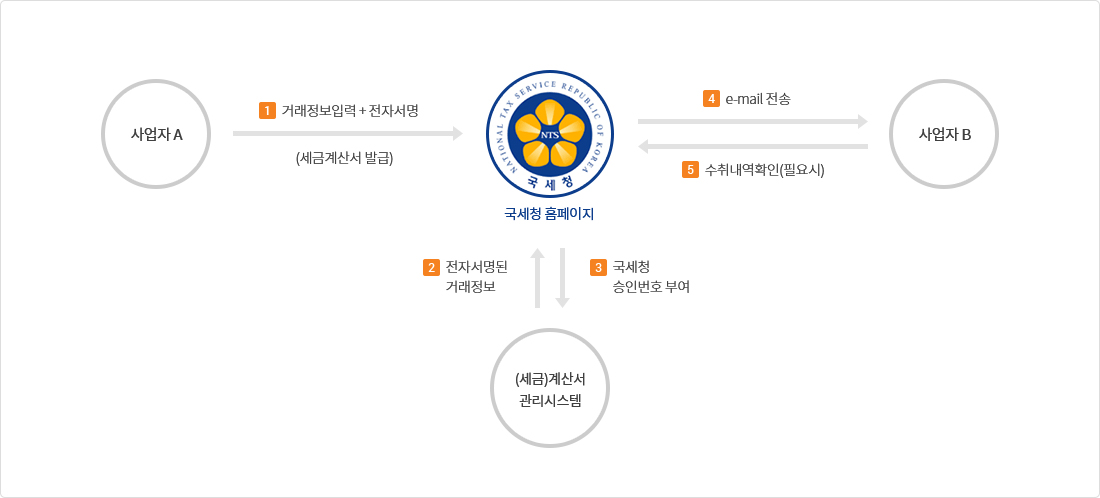 사업자 A
1 거래정보입력 + 전자서명
(세금계산서 발급)
NATIONAL TAX SERVICE REPUBLIC OF KOREA
NTS
국세청
국세청 홈페이지
4 e-mail 전송
5 수취내역확인(필요시)
사업자 B
2 전자서명된
거래정보
3 국세청
승인번호 부여
(세금)계산서
관리시스템